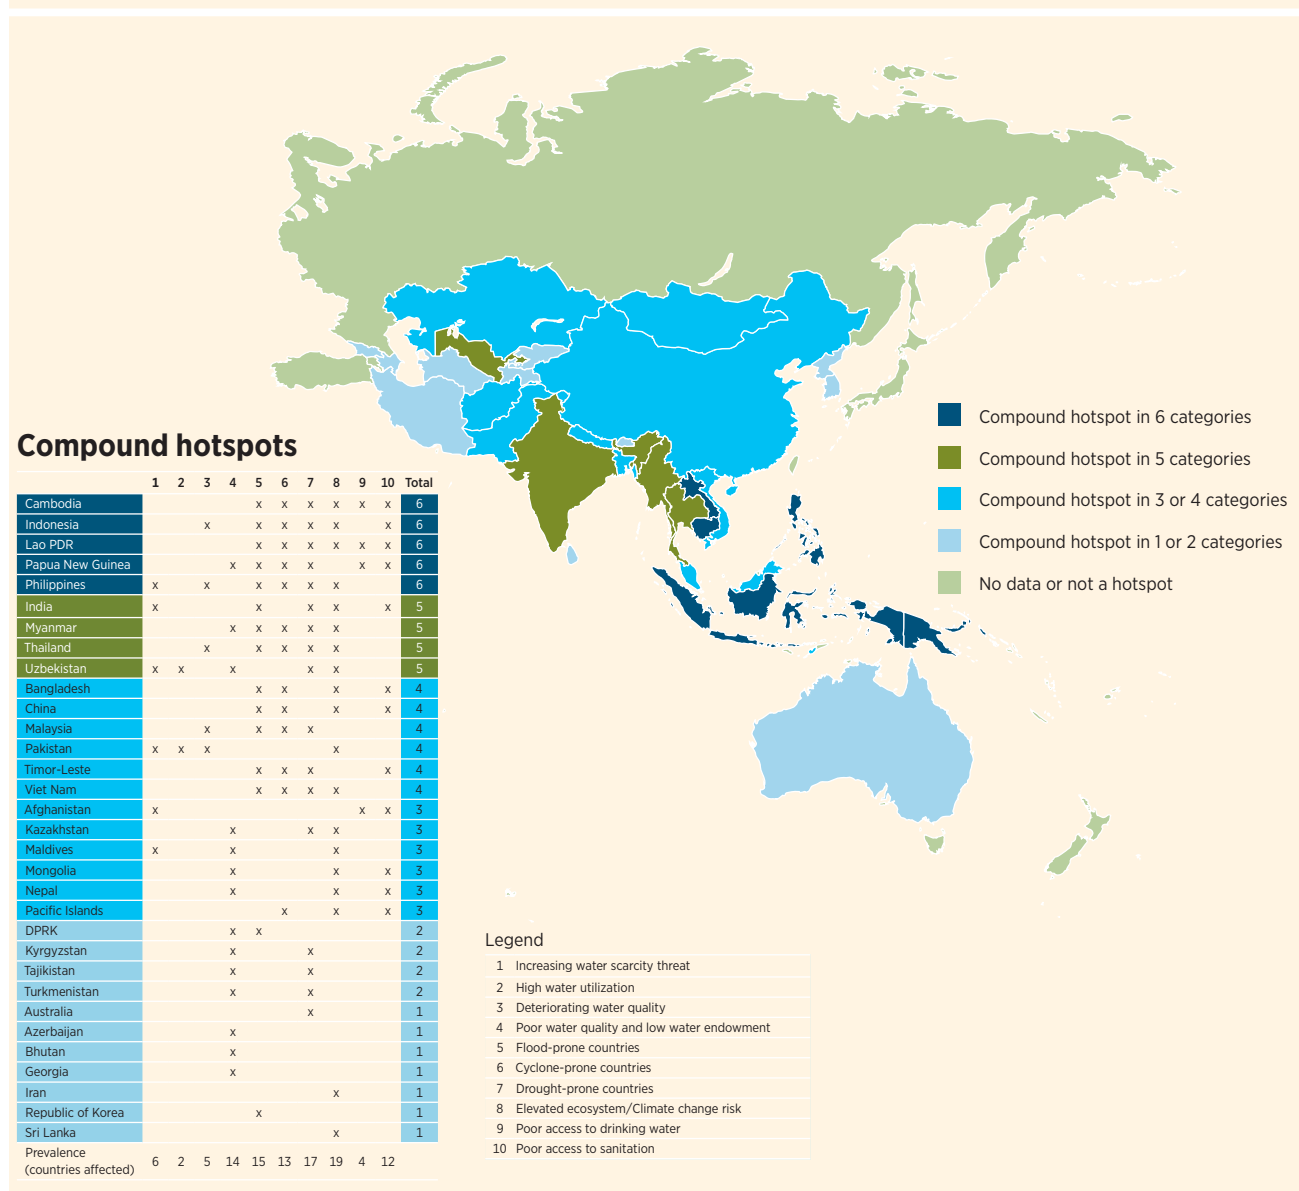 Compound hotspot in 6 categories
Compound hotspot in 5 categories
Compound hotspot in 3 or 4 categories
Compound hotspot in 1 or 2 categories
No data or not a hotspot
Compound hotspots
1 2 3 4 5 6 7 8 9 10 Total
Cambodia x x x x x x 6
Indonesia x x x x x x 6
Lao PDR x x x x x x 6
Papua New Guinea x x x x x x 6
Philippines x x x x x x 6
India x x x x x 5
Myanmar x x x x x 5
Thailand x x x x x 5
Uzbekistan x x x x x 5
Bangladesh x x x x 4
China x x x x 4
Malaysia x x x x 4
Pakistan x x x x 4
Timor-Leste x x x x 4
Viet Nam x x x x 4
Afghanistan x x x 3
Kazakhstan x x x 3
Maldives x x x 3
Mongolia x x x 3
Nepal x x x 3
Pacific Islands x x x 3
DPRK x x 2
Kyrgyzstan x x 2
Tajikistan x x 2
Turkmenistan x x 2
Australia x 1
Azerbaijan x 1
Bhutan x 1
Georgia x 1
Iran x 1
Republic of Korea x 1
Sri Lanka x 1
Prevalence
(countries affected) 6 2 5 14 15 13 17 19 4 12
Legend
1 Increasing water scarcity threat
2 High water utilization
3 Deteriorating water quality
4 Poor water quality and low water endowment
5 Flood-prone countries
6 Cyclone-prone countries
7 Drought-prone countries
8 Elevated ecosystem/Climate change risk
9 Poor access to drinking water
10 Poor access to sanitation